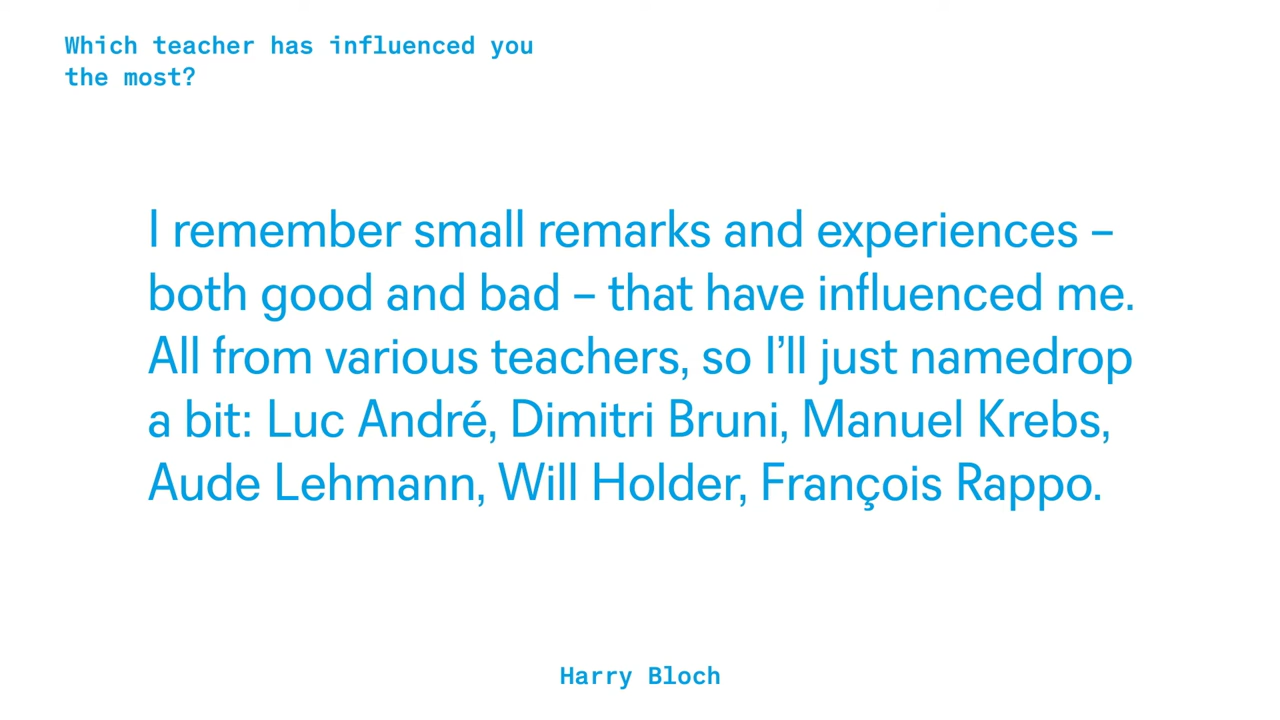 Which teacher has influenced you
the most?
I remember small remarks and experiences –
both good and bad – that have influenced me.
All from various teachers, so I’ll just namedrop
a bit: Luc André, Dimitri Bruni, Manuel Krebs,
Aude Lehmann, Will Holder, François Rappo.
Harry Bloch